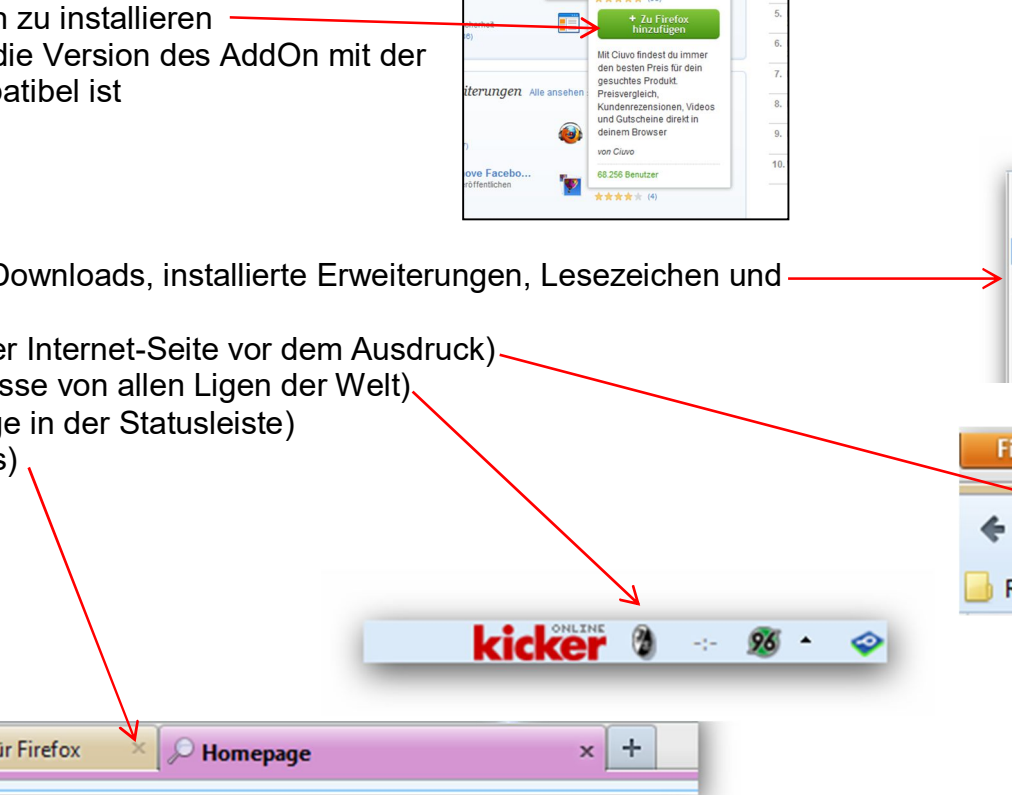 n zu installieren
die Version des AddOn mit der
patibel ist
+ Zu Firefox
hinzufügen
Mit Ciuvo findest du immer
den besten Preis für dein
gesuchtes Produkt.
Preisvergleich,
Kundenrezensionen, Videos
und Gutscheine direkt in
deinem Browser
von Ciuvo
68.256 Benutzer
(4)
iterungen Alle ansehen
ove Facebo...
röffentlichen
5.
6.
7.
8.
9.
10.
Downloads, installierte Erweiterungen, Lesezeichen und
er Internet-Seite vor dem Ausdruck)
sse von allen Ligen der Welt)
ge in der Statusleiste)
s)
Fi
F
kicker ONLINE -:- 96
ür Firefox × Homepage × +